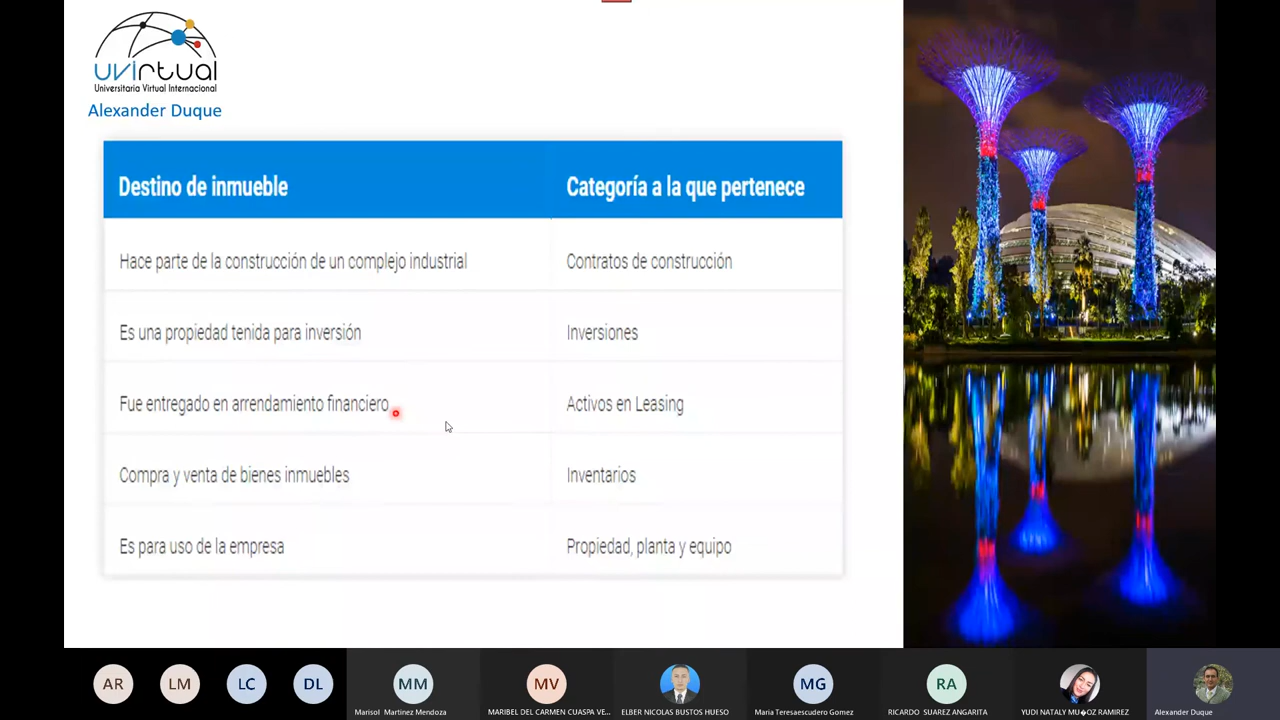 uvirtual
Universitaria Virtual Internacional
Alexander Duque
Destino de inmueble Categoría a la que pertenece
Hace parte de la construcción de un complejo industrial Contratos de construcción
Es una propiedad tenida para inversión Inversiones
Fue entregado en arrendamiento financiero Activos en Leasing
Compra y venta de bienes inmuebles Inventarios
Es para uso de la empresa Propiedad, planta y equipo
AR LM LC DL MM MV MG RA
Marisol Martinez Mendoza MARIBEL DEL CARMEN CUASPA VE... ELBER NICOLAS BUSTOS HUESO Maria Teresaescudero Gomez RICARDO SUAREZ ANGARITA YUDI NATALY MU�OZ RAMIREZ Alexander Duque